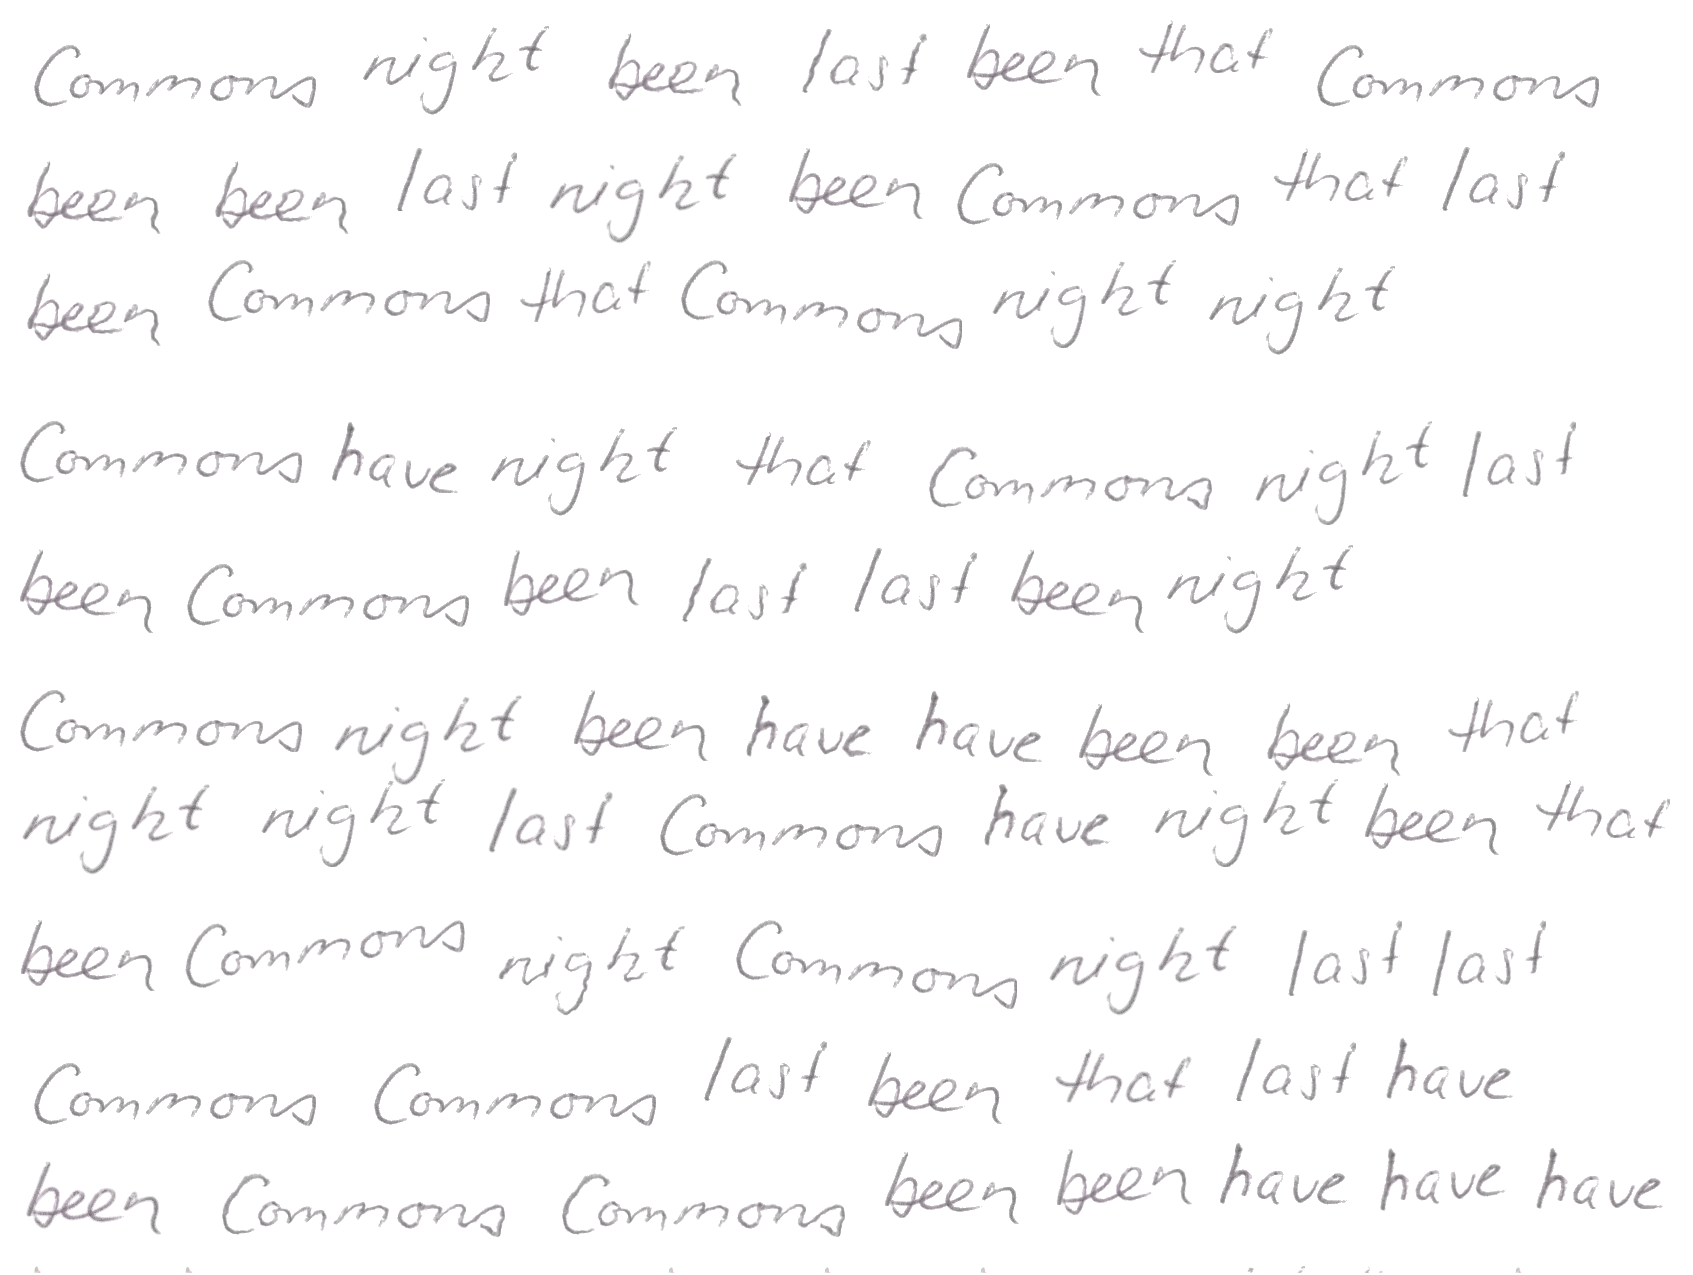 Commons night been last been that Commons
been been last night been Commons that last
been Commons that Commons night night
Commons have night that Commons night last
been Commons been last last been night
Commons night been have have been been that
night night last Commons have night been that
been Commons night Commons night last last
Commons Commons last been that last have
been Commons Commons been been have have have